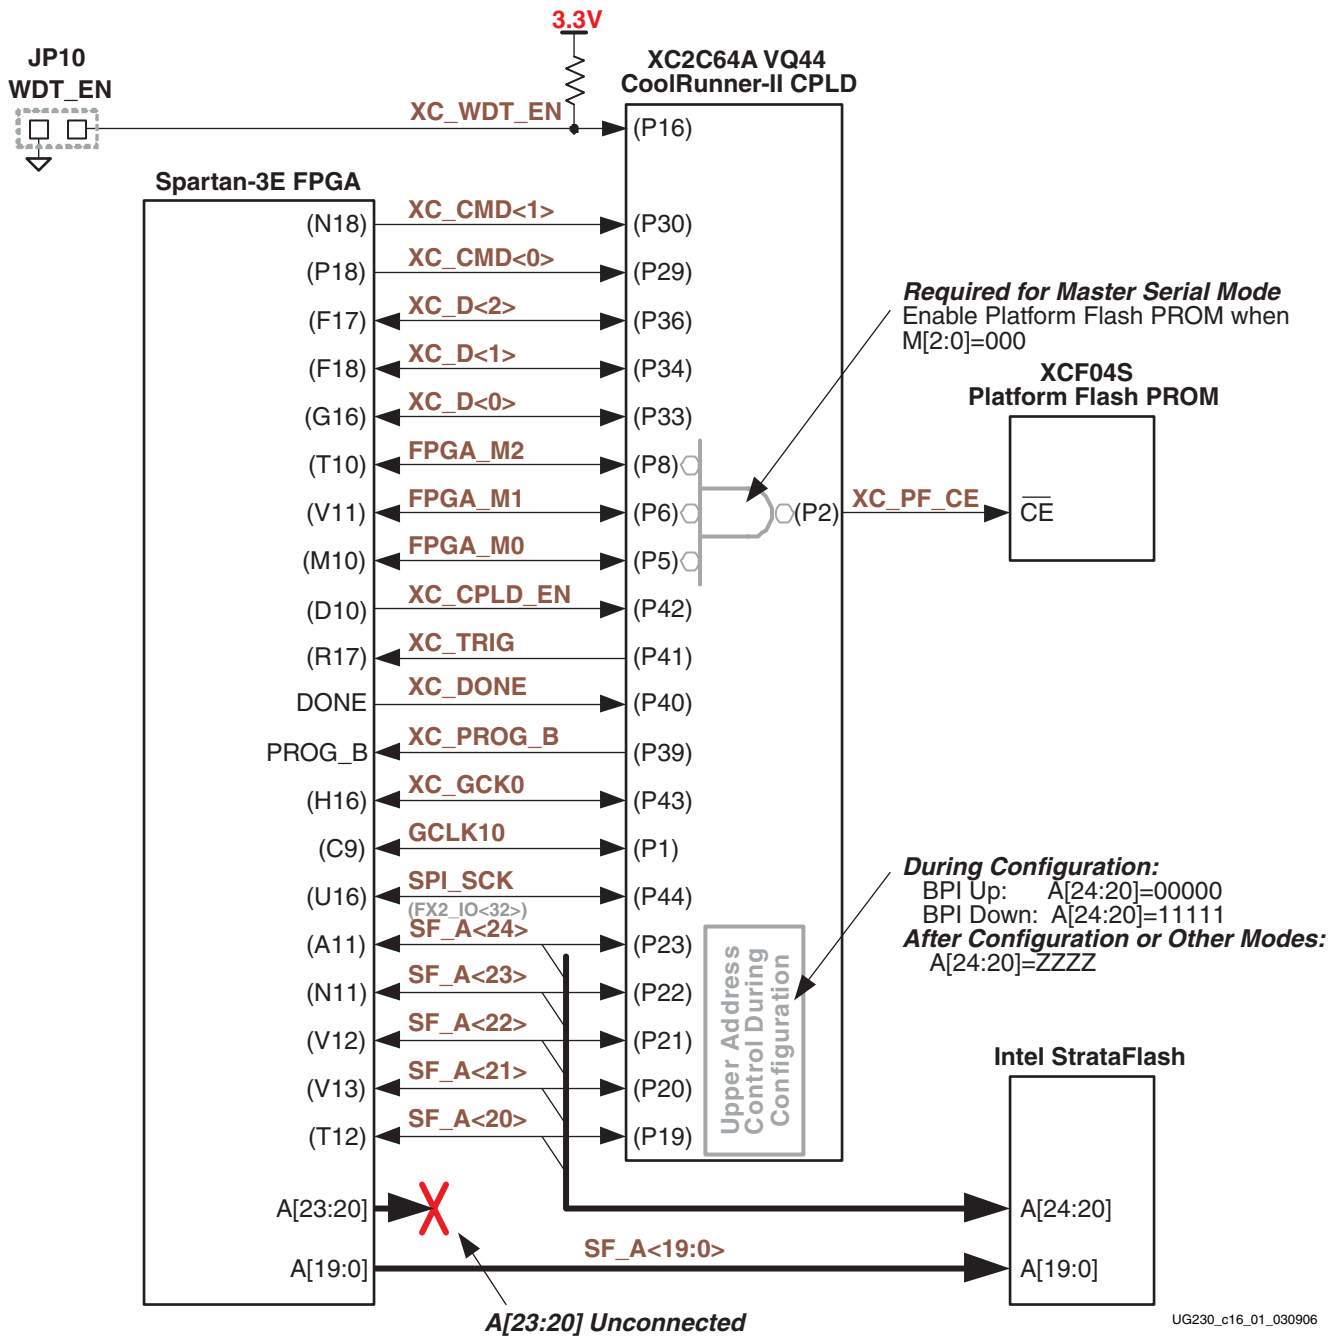 3.3V
JP10
WDT_EN
XC2C64A VQ44
CoolRunner-II CPLD
XC_WDT_EN
(P16)
Spartan-3E FPGA
(N18) XC_CMD<1> (P30)
(P18) XC_CMD<0> (P29)
(F17) XC_D<2> (P36)
(F18) XC_D<1> (P34)
(G16) XC_D<0> (P33)
(T10) FPGA_M2 (P8)
(V11) FPGA_M1 (P6) (P2) XC_PF_CE CE
(M10) FPGA_M0 (P5)
(D10) XC_CPLD_EN (P42)
(R17) XC_TRIG (P41)
DONE XC_DONE (P40)
PROG_B XC_PROG_B (P39)
(H16) XC_GCK0 (P43)
(C9) GCLK10 (P1)
(U16) SPI_SCK (P44)
(FX2_IO<32>)
(A11) SF_A<24> (P23)
(N11) SF_A<23> (P22)
(V12) SF_A<22> (P21)
(V13) SF_A<21> (P20)
(T12) SF_A<20> (P19)
Required for Master Serial Mode
Enable Platform Flash PROM when
M[2:0]=000
XCF04S
Platform Flash PROM
During Configuration:
BPI Up: A[24:20]=00000
BPI Down: A[24:20]=11111
After Configuration or Other Modes:
A[24:20]=ZZZZ
Upper Address
Control During
Configuration
Intel StrataFlash
A[23:20]
A[24:20]
A[19:0] SF_A<19:0> A[19:0]
A[23:20] Unconnected
UG230_c16_01_030906